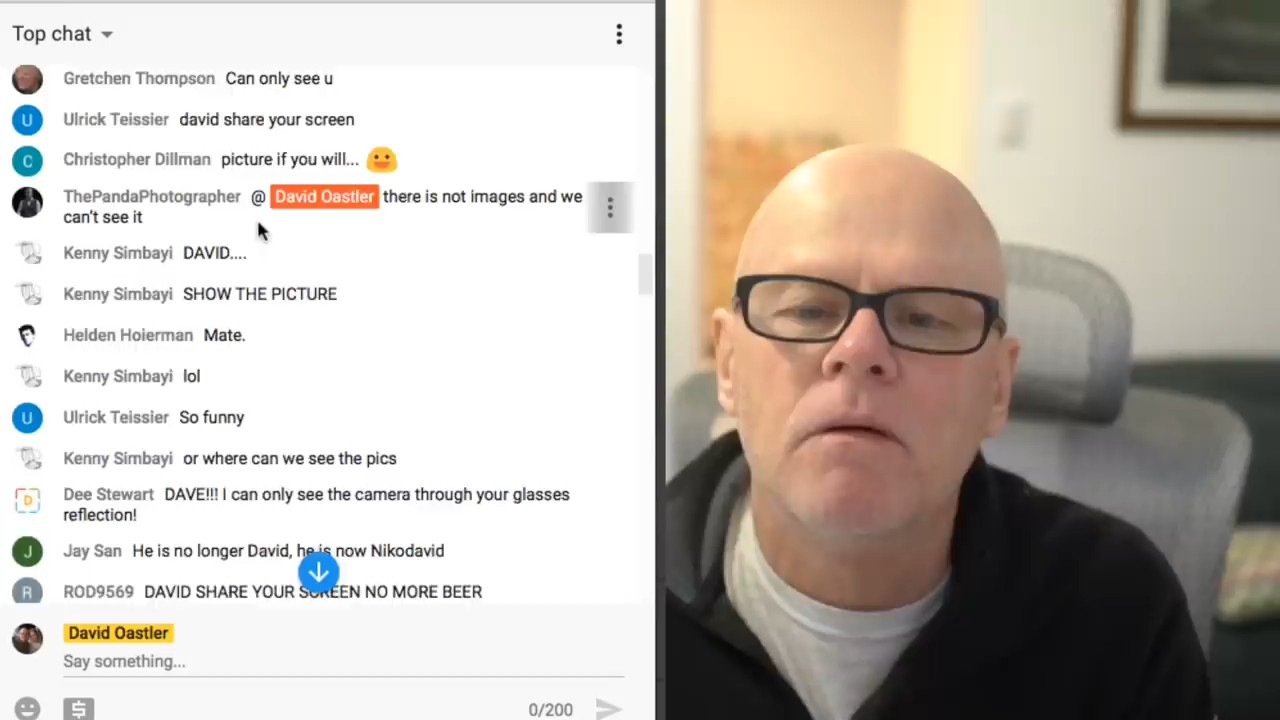 Top chat
Gretchen Thompson Can only see u
U Ulrick Teissier david share your screen
C Christopher Dillman picture if you will...
ThePandaPhotographer @ David Oastler there is not images and we
can't see it
Kenny Simbayi DAVID....
Kenny Simbayi SHOW THE PICTURE
Helden Hoierman Mate.
Kenny Simbayi lol
U Ulrick Teissier So funny
Kenny Simbayi or where can we see the pics
D Dee Stewart DAVE!!! I can only see the camera through your glasses
reflection!
J Jay San He is no longer David, he is now Nikodavid
R ROD9569 DAVID SHARE YOUR SCREEN NO MORE BEER
David Oastler
Say something...
$ 0/200